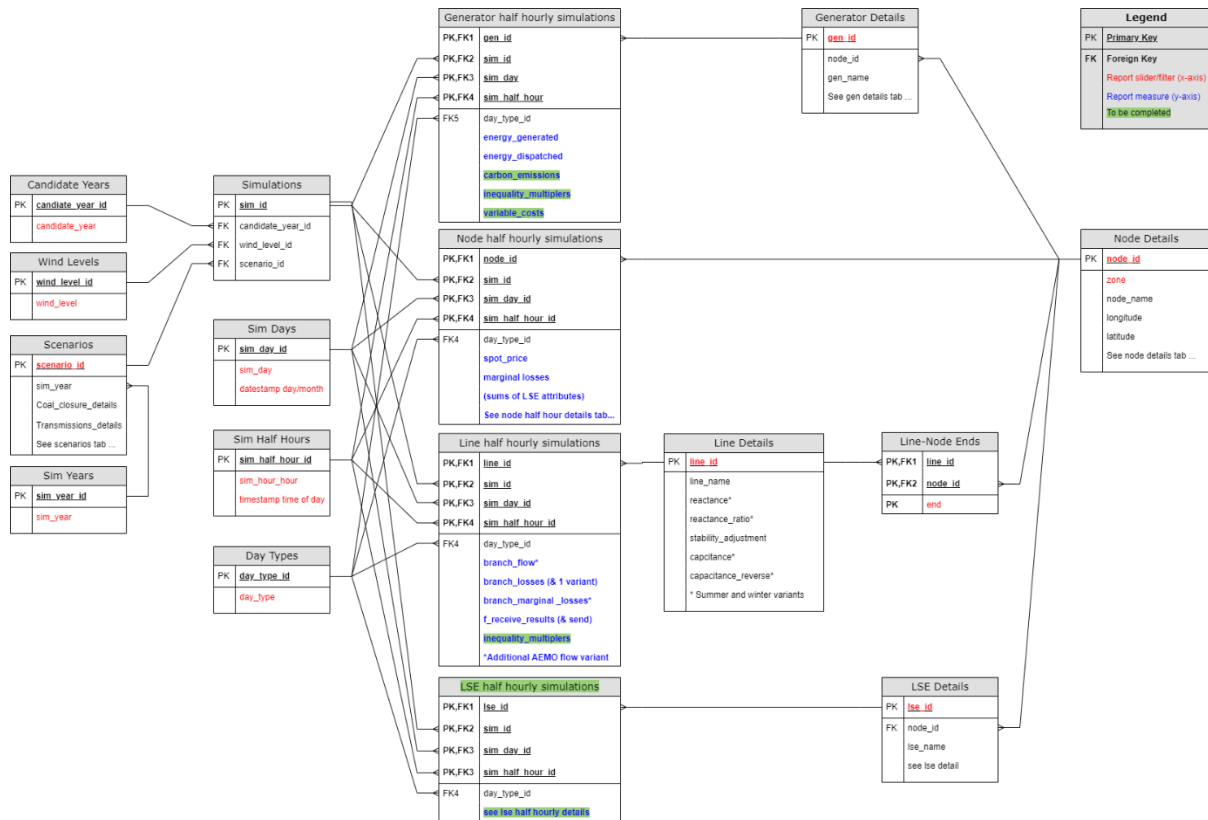 Generator half hourly simulations
PK,FK1 gen_id
PK,FK2 sim_id
PK,FK3 sim_day
PK,FK4 sim_half_hour
FK5 day_type_id
energy_generated
energy_dispatched
carbon_emissions
inequality_multiplers
variable_costs
Generator Details
PK gen_id
node_id
gen_name
See gen details tab ...
Legend
PK Primary Key
FK Foreign Key
Report slider/filter (x-axis)
Report measure (y-axis)
To be completed
Candidate Years
PK candiate_year_id
candidate_year
Wind Levels
PK wind_level_id
wind_level
Scenarios
PK scenario_id
sim_year
Coal_closure_details
Transmissions_details
See scenarios tab ...
Sim Years
PK sim_year_id
sim_year
Simulations
PK sim_id
FK candidate_year_id
FK wind_level_id
FK scenario_id
Sim Days
PK sim_day_id
sim_day
datestamp day/month
Sim Half Hours
PK sim_half_hour_id
sim_hour_hour
timestamp time of day
Day Types
PK day_type_id
day_type
Node half hourly simulations
PK,FK1 node_id
PK,FK2 sim_id
PK,FK3 sim_day_id
PK,FK4 sim_half_hour_id
FK4 day_type_id
spot_price
marginal losses
(sums of LSE attributes)
See node half hour details tab...
Node Details
PK node_id
zone
node_name
longitude
latitude
See node details tab ...
Line half hourly simulations
PK,FK1 line_id
PK,FK2 sim_id
PK,FK3 sim_day_id
PK,FK4 sim_half_hour_id
FK4 day_type_id
branch_flow*
branch_losses (& 1 variant)
branch_marginal _losses*
f_receive_results (& send)
inequality_multiplers
*Additional AEMO flow variant
Line Details
PK line_id
line_name
reactance*
reactance_ratio*
stability_adjustment
capcitance*
capacitance_reverse*
* Summer and winter variants
Line-Node Ends
PK,FK1 line_id
PK,FK2 node_id
PK end
LSE half hourly simulations
PK,FK1 lse_id
PK,FK2 sim_id
PK,FK3 sim_day_id
PK,FK3 sim_half_hour_id
FK4 day_type_id
see lse half hourly details
LSE Details
PK lse_id
FK node_id
lse_name
see lse detail